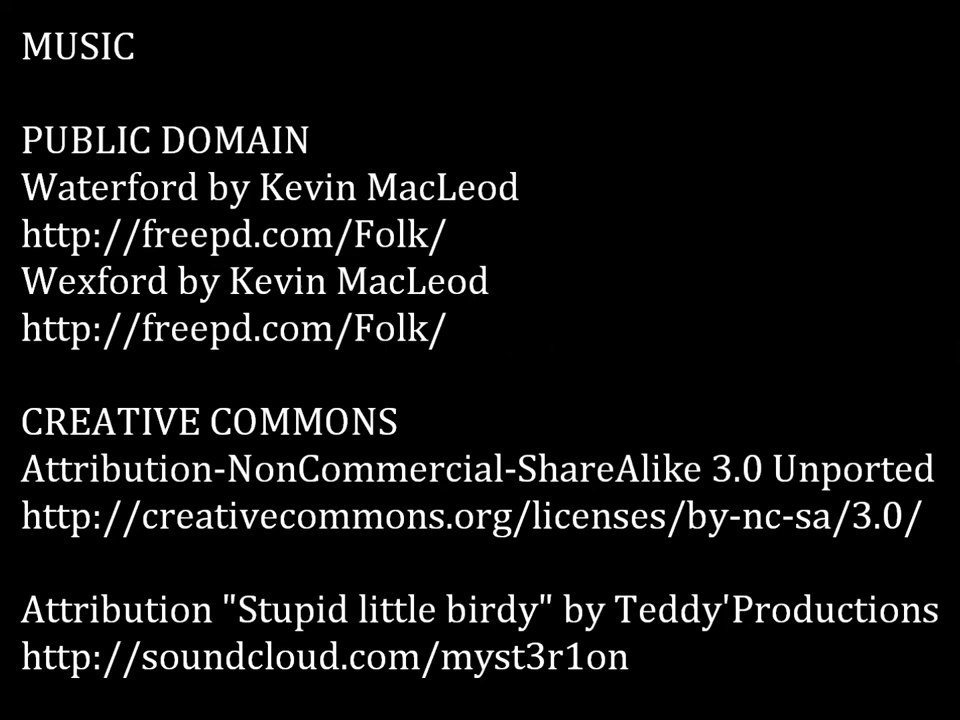 MUSIC
PUBLIC DOMAIN
Waterford by Kevin MacLeod
http://freepd.com/Folk/
Wexford by Kevin MacLeod
http://freepd.com/Folk/
CREATIVE COMMONS
Attribution-NonCommercial-ShareAlike 3.0 Unported
http://creativecommons.org/licenses/by-nc-sa/3.0/
Attribution "Stupid little birdy" by Teddy'Productions
http://soundcloud.com/myst3r1on